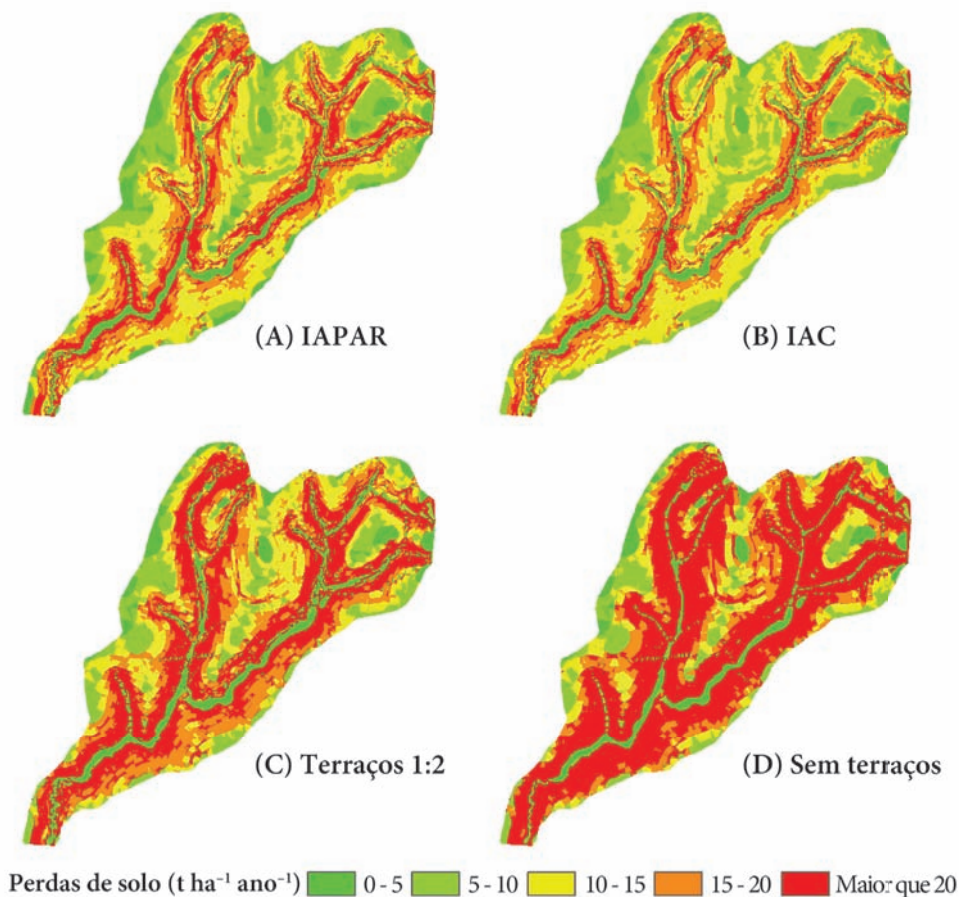 (A) IAPAR
(B) IAC
(C) Terraços 1:2
(D) Sem terraços
Perdas de solo (t ha⁻¹ ano⁻¹) 0 - 5 5 - 10 10 - 15 15 - 20 Maior que 20